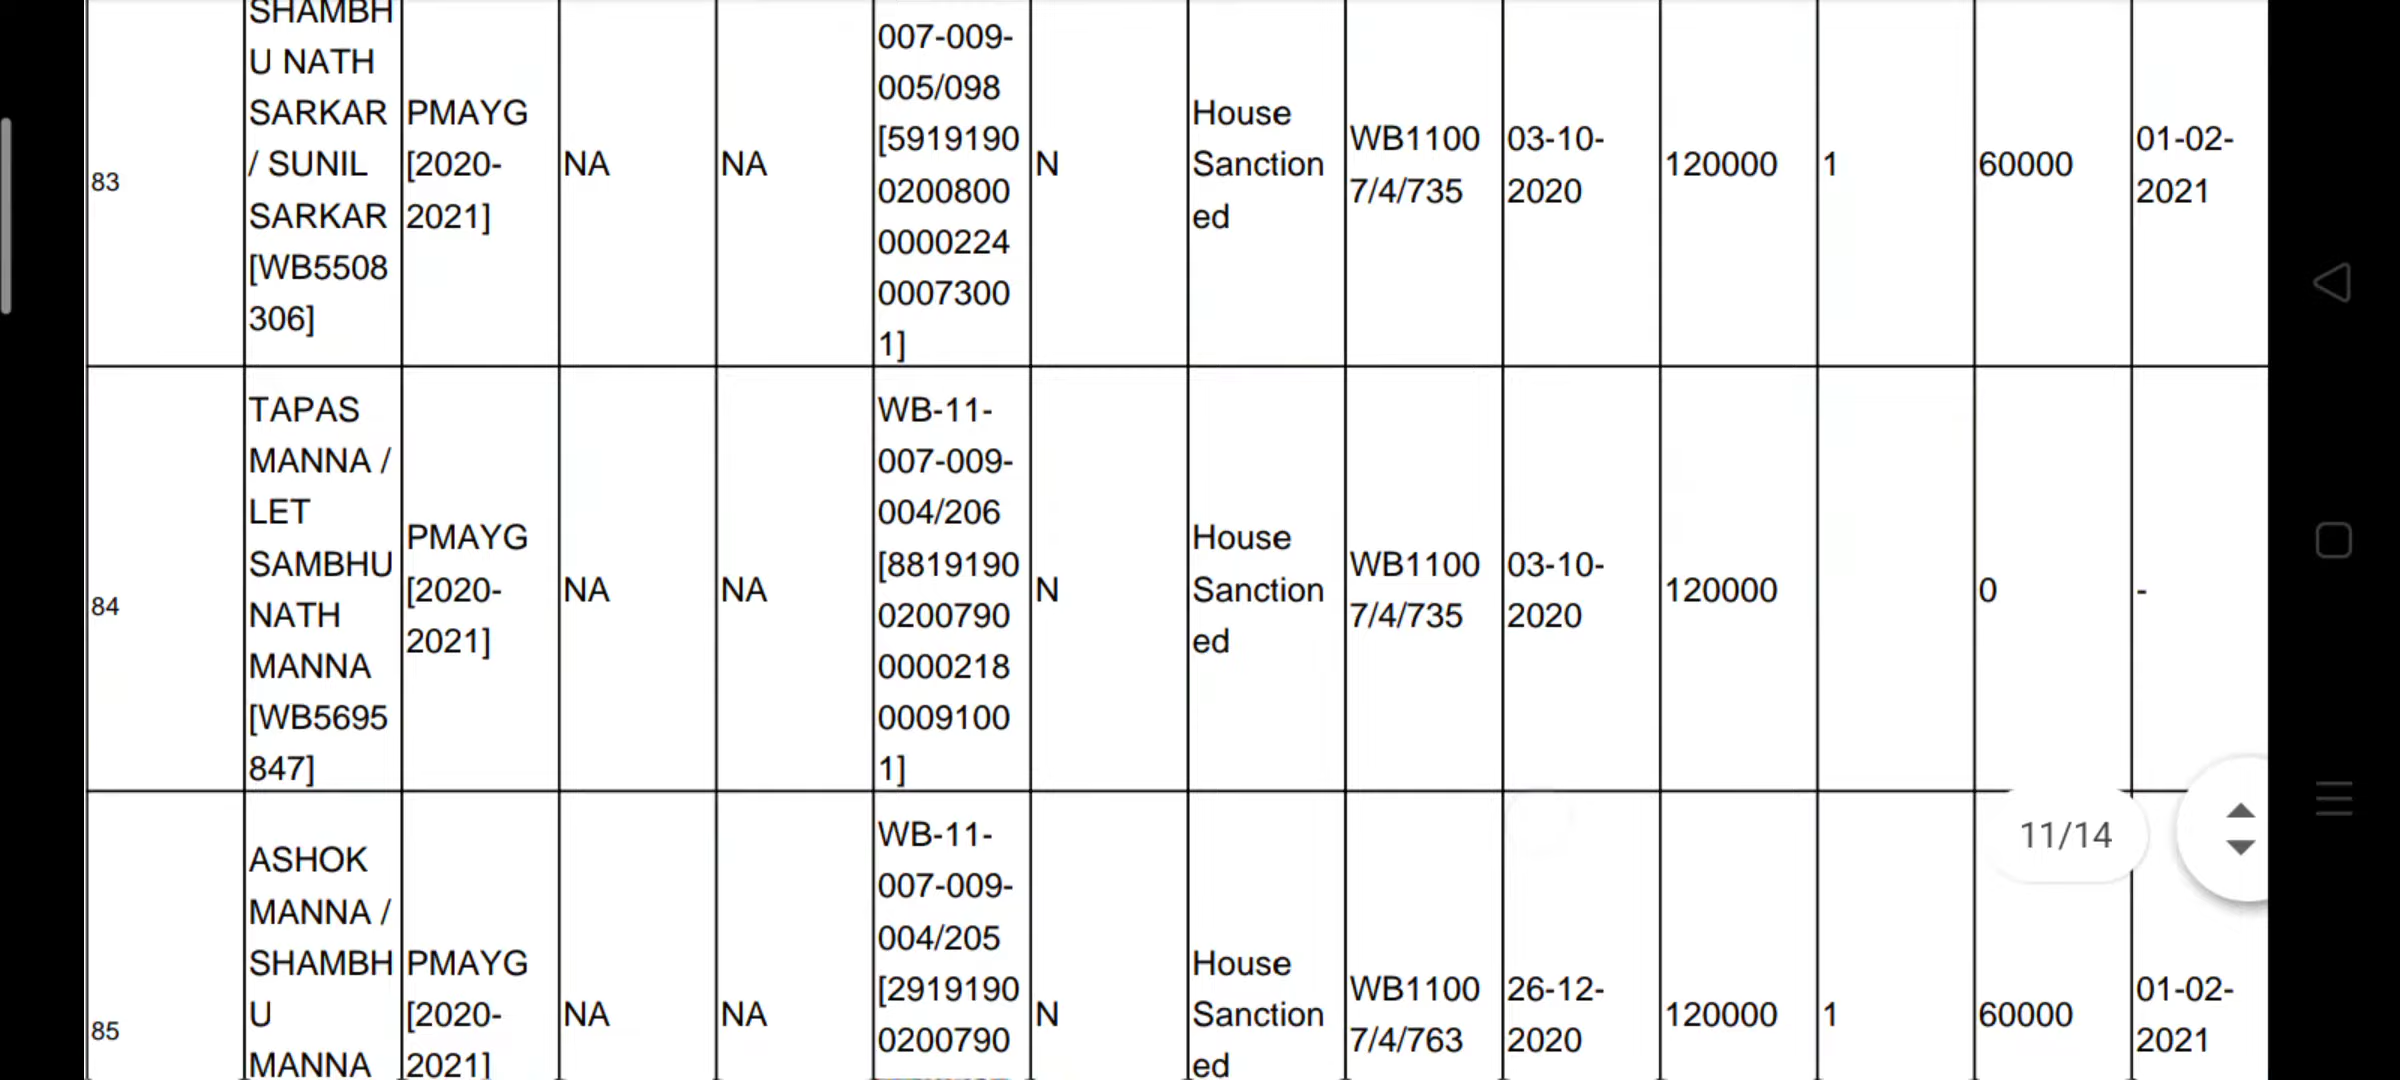 83
SHAMBH
U NATH
SARKAR
/ SUNIL
SARKAR
[WB5508
306]
PMAYG
[2020-
2021]
NA
NA
007-009-
005/098
[5919190
0200800
0000224
0007300
1]
N
House
Sanction
ed
WB1100
7/4/735
03-10-
2020
120000
1
60000
01-02-
2021
84
TAPAS
MANNA /
LET
SAMBHU
NATH
MANNA
[WB5695
847]
PMAYG
[2020-
2021]
NA
NA
WB-11-
007-009-
004/206
[8819190
0200790
0000218
0009100
1]
N
House
Sanction
ed
WB1100
7/4/735
03-10-
2020
120000
0
-
85
ASHOK
MANNA /
SHAMBH
U
MANNA
PMAYG
[2020-
2021]
NA
NA
WB-11-
007-009-
004/205
[2919190
0200790
N
House
Sanction
ed
WB1100
7/4/763
26-12-
2020
120000
1
60000
01-02-
2021
11/14